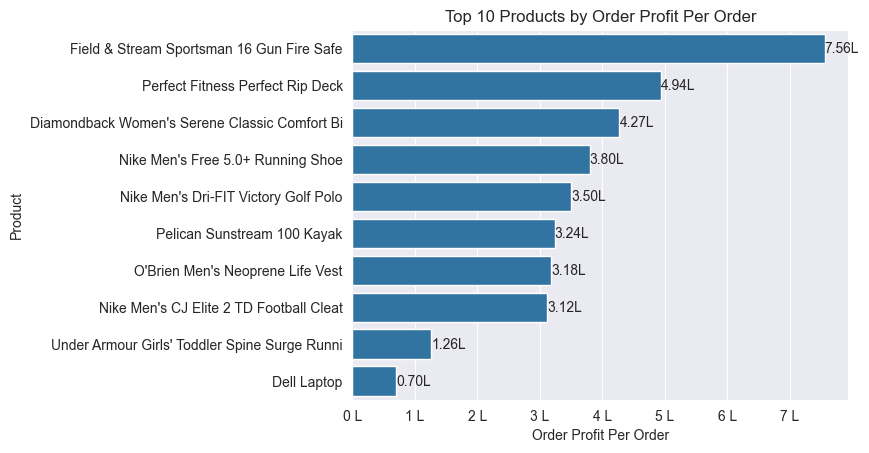 Top 10 Products by Order Profit Per Order
Product
Field & Stream Sportsman 16 Gun Fire Safe 7.56L
Perfect Fitness Perfect Rip Deck 4.94L
Diamondback Women's Serene Classic Comfort Bi 4.27L
Nike Men's Free 5.0+ Running Shoe 3.80L
Nike Men's Dri-FIT Victory Golf Polo 3.50L
Pelican Sunstream 100 Kayak 3.24L
O'Brien Men's Neoprene Life Vest 3.18L
Nike Men's CJ Elite 2 TD Football Cleat 3.12L
Under Armour Girls' Toddler Spine Surge Runni 1.26L
Dell Laptop 0.70L
0 L 1 L 2 L 3 L 4 L 5 L 6 L 7 L
Order Profit Per Order